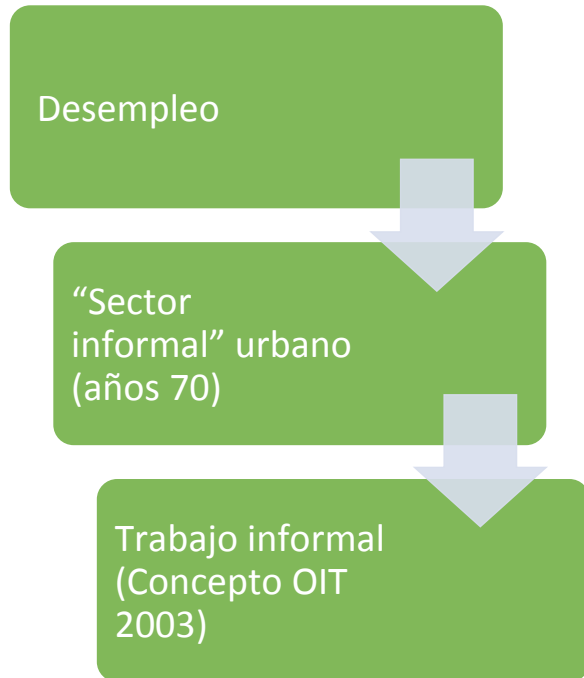 Desempleo
“Sector
informal” urbano
(años 70)
Trabajo informal
(Concepto OIT
2003)